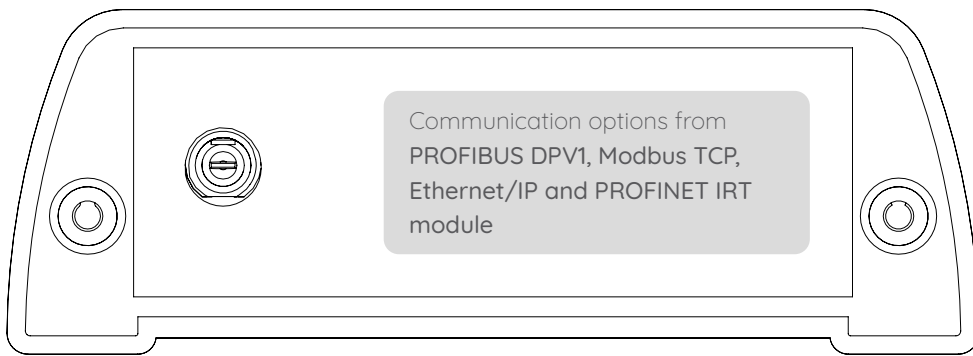 Communication options from
PROFIBUS DPV1, Modbus TCP,
Ethernet/IP and PROFINET IRT
module